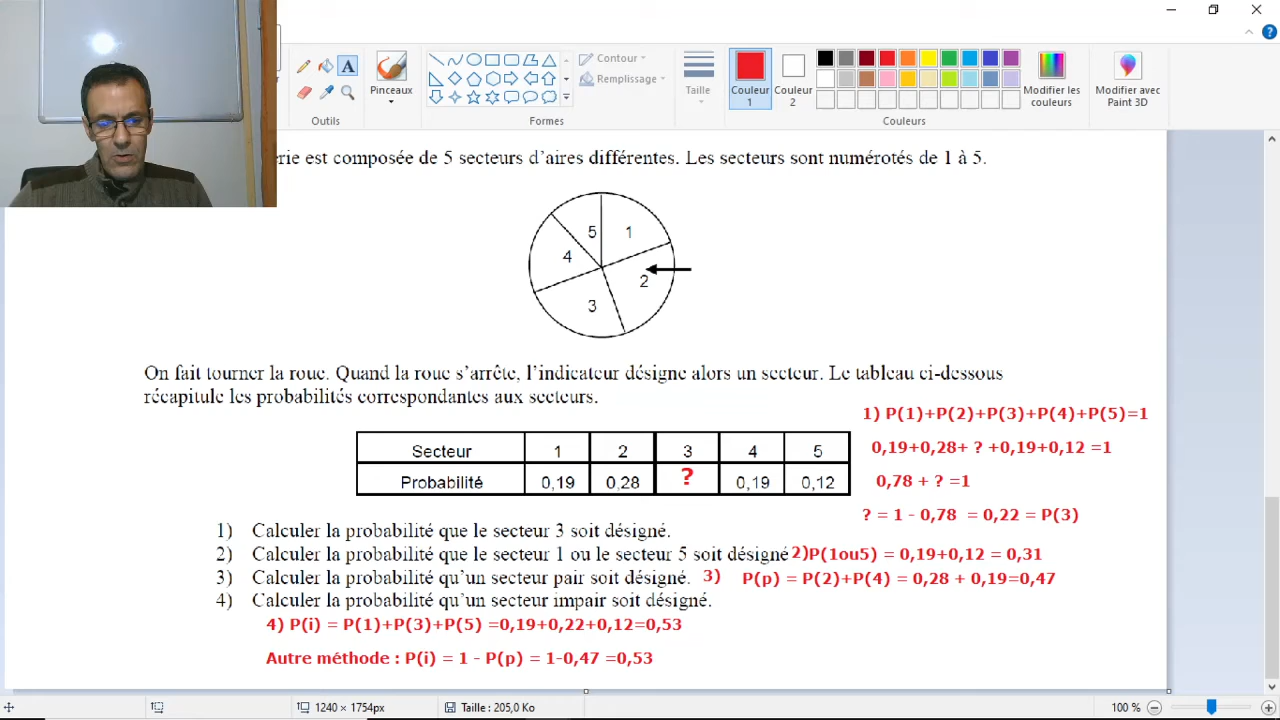 Contour
Remplissage
Pinceaux
Taille
Couleur 1
Couleur 2
Modifier les couleurs
Modifier avec Paint 3D
Outils
Formes
Couleurs
est composée de 5 secteurs d'aires différentes. Les secteurs sont numérotés de 1 à 5.
5
1
4
2
3
On fait tourner la roue. Quand la roue s'arrête, l'indicateur désigne alors un secteur. Le tableau ci-dessous
récapitule les probabilités correspondantes aux secteurs.
Secteur 1 2 3 4 5
Probabilité 0,19 0,28 ? 0,19 0,12
1) P(1)+P(2)+P(3)+P(4)+P(5)=1
0,19+0,28+ ? +0,19+0,12 =1
0,78 + ? =1
? = 1 - 0,78 = 0,22 = P(3)
1) Calculer la probabilité que le secteur 3 soit désigné.
2) Calculer la probabilité que le secteur 1 ou le secteur 5 soit désigné 2)P(1ou5) = 0,19+0,12 = 0,31
3) Calculer la probabilité qu'un secteur pair soit désigné. 3) P(p) = P(2)+P(4) = 0,28 + 0,19=0,47
4) Calculer la probabilité qu'un secteur impair soit désigné.
4) P(i) = P(1)+P(3)+P(5) =0,19+0,22+0,12=0,53
Autre méthode : P(i) = 1 - P(p) = 1-0,47 =0,53
1240 × 1754px
Taille : 205,0 Ko
100 %